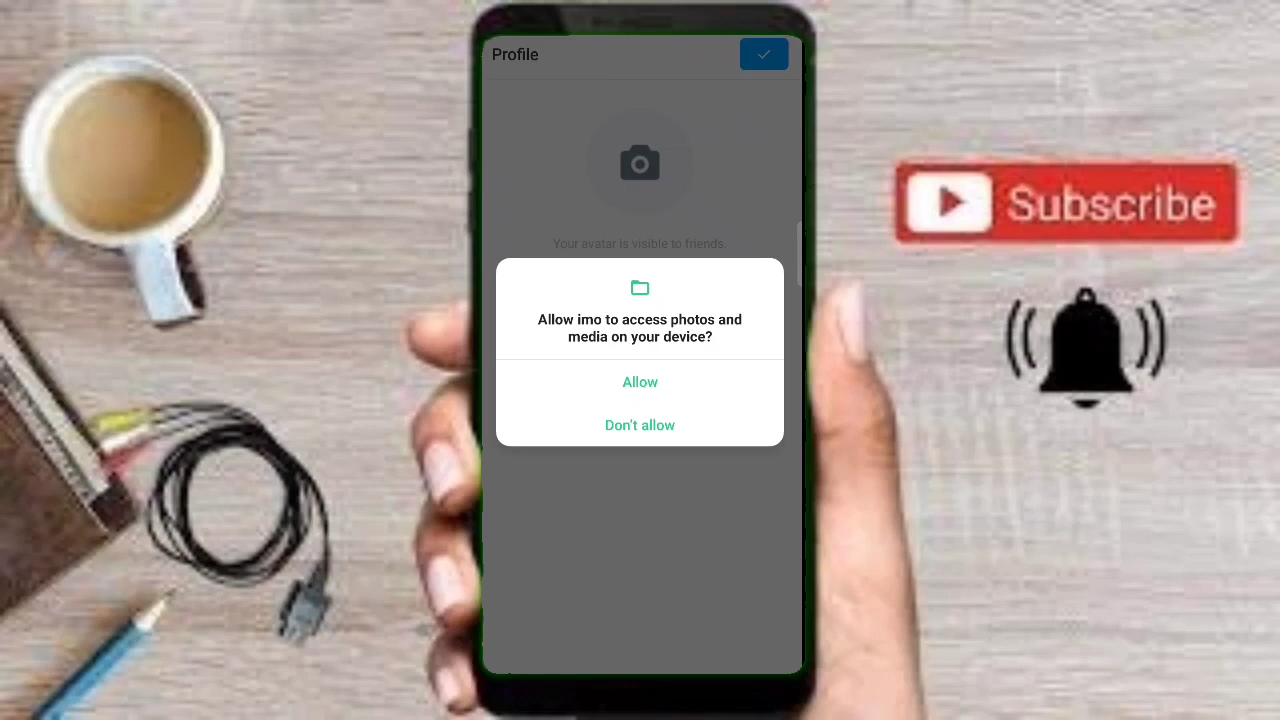 Profile
Your avatar is visible to friends.
Allow imo to access photos and
media on your device?
Allow
Don't allow
Subscribe